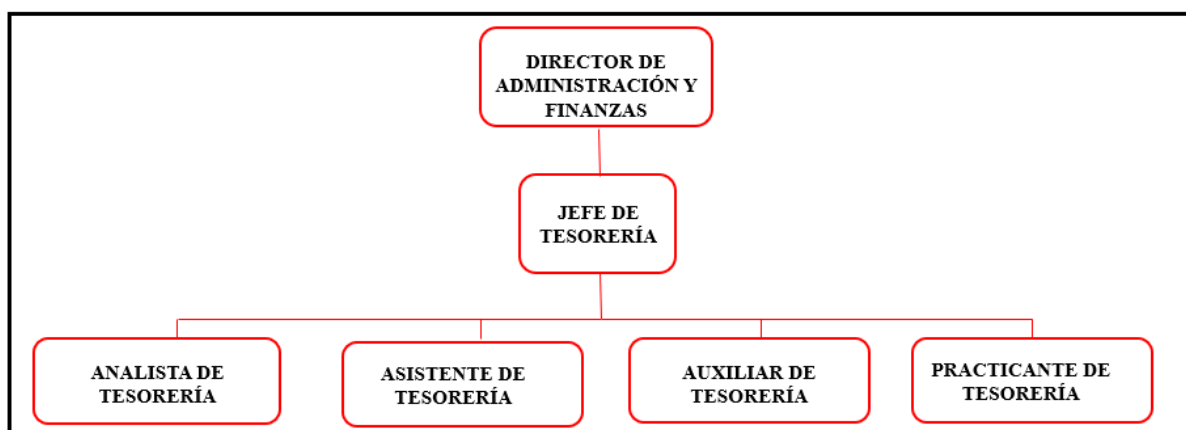 DIRECTOR DE
ADMINISTRACIÓN Y
FINANZAS
JEFE DE
TESORERÍA
ANALISTA DE
TESORERÍA
ASISTENTE DE
TESORERÍA
AUXILIAR DE
TESORERÍA
PRACTICANTE DE
TESORERÍA